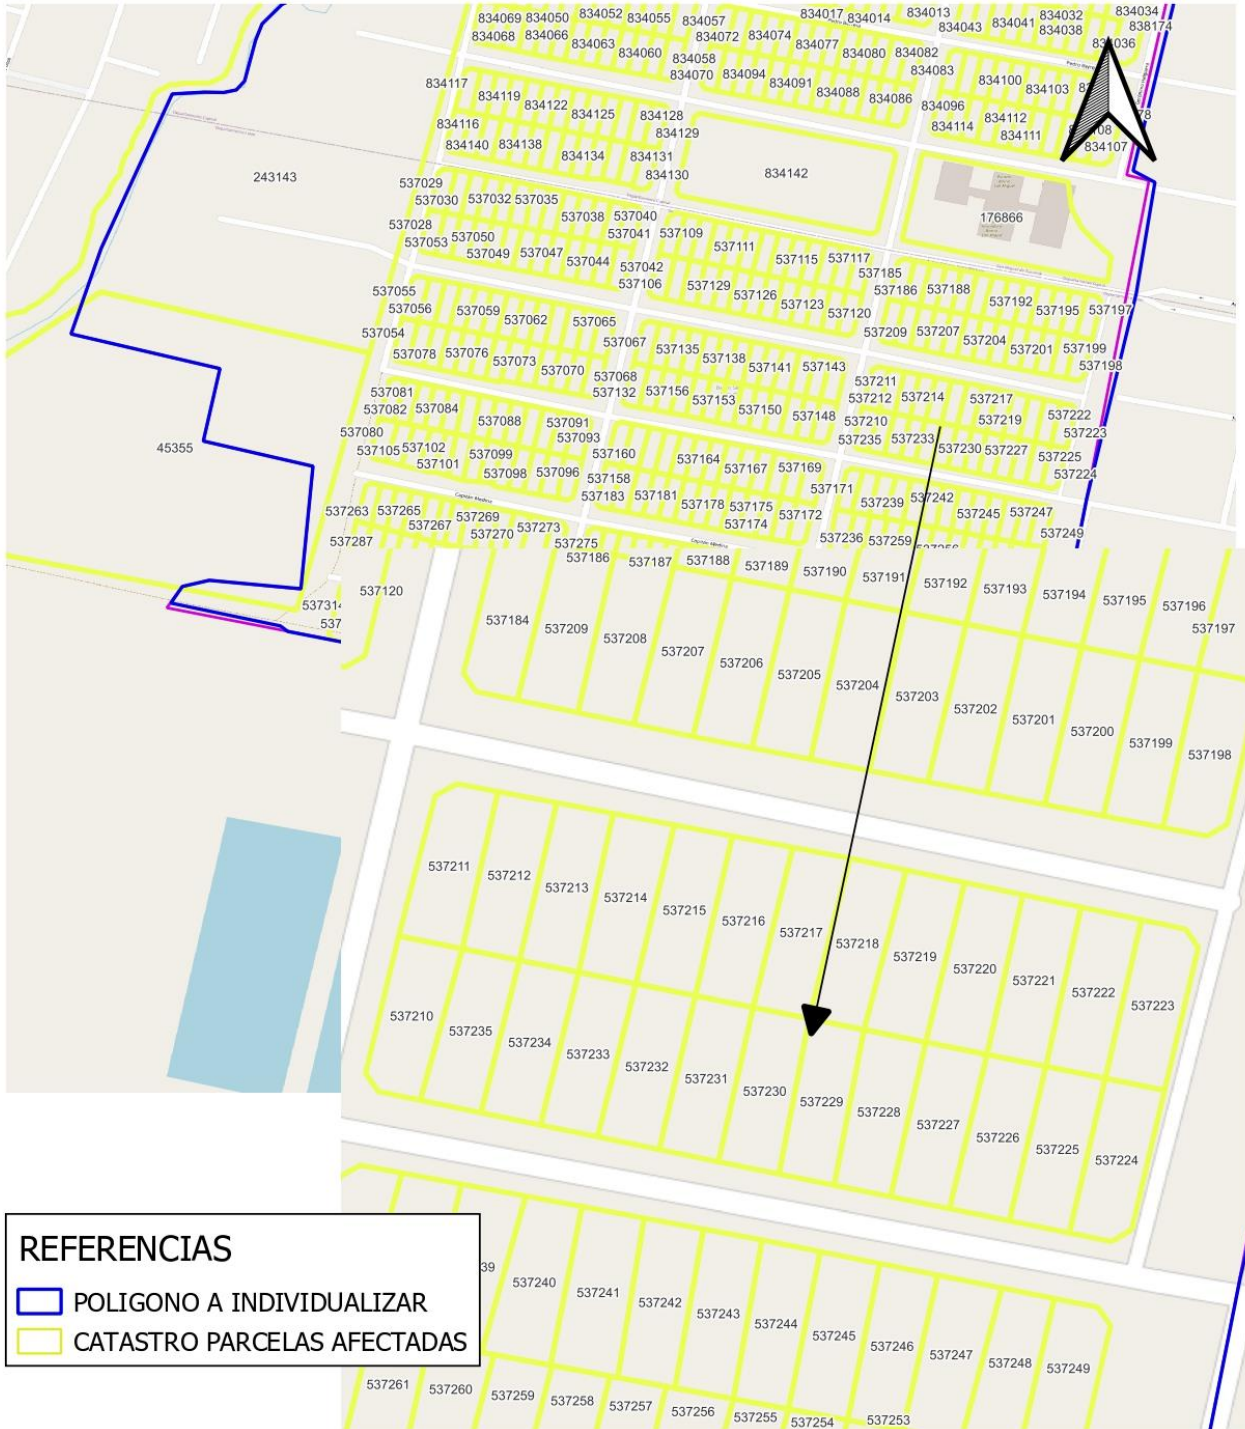 834069 834050 834052 834055 834057 834017 834014 834013 834043 834041 834032 834034
834068 834066 834063 834060 834072 834074 834077 834080 834082 834038 838174
834058 834083
834117 834070 834094 834091 834088 834086 834100 834103
834119 834122 834125 834128 834096 834112
834116 834129 834114 834111
834140 834138 834134 834131 834107
834130 834142
243143
537029
537030 537032 537035 537038 537040 176866
537028 537050 537041 537109
537053 537049 537047 537044 537111 537115 537117
537042 537185
537055 537106 537129 537126 537123 537120 537186 537188 537192 537195 537197
537056 537059 537062 537065
537054 537067 537135 537138 537141 537143 537209 537207 537204 537201 537199
537078 537076 537073 537070 537068 537198
537081 537132 537156 537153 537150 537148 537211 537214 537217
537082 537084 537088 537091 537212 537219 537222
537080 537093 537210 537223
45355 537105 537102 537099 537160 537164 537167 537169 537235 537233 537230 537227 537225
537101 537098 537096 537158 537171 537224
Capitán Medina
537263 537265 537267 537269 537183 537181 537178 537175 537172 537239 537242 537245 537247
537270 537273 537174 537249
537287 537275 Capitán Medina 537236 537259
537186 537187 537188 537189 537190 537191 537192 537193 537194 537195 537196
537120 537197
537184 537209 537208 537207 537206 537205 537204 537203 537202 537201 537200 537199 537198
537211 537212 537213 537214 537215 537216 537217 537218 537219 537220 537221 537222 537223
537210 537235 537234 537233 537232 537231 537230 537229 537228 537227 537226 537225 537224
537240 537241 537242 537243 537244 537245 537246 537247 537248 537249
537261 537260 537259 537258 537257 537256 537255 537254 537253
REFERENCIAS
POLIGONO A INDIVIDUALIZAR
CATASTRO PARCELAS AFECTADAS